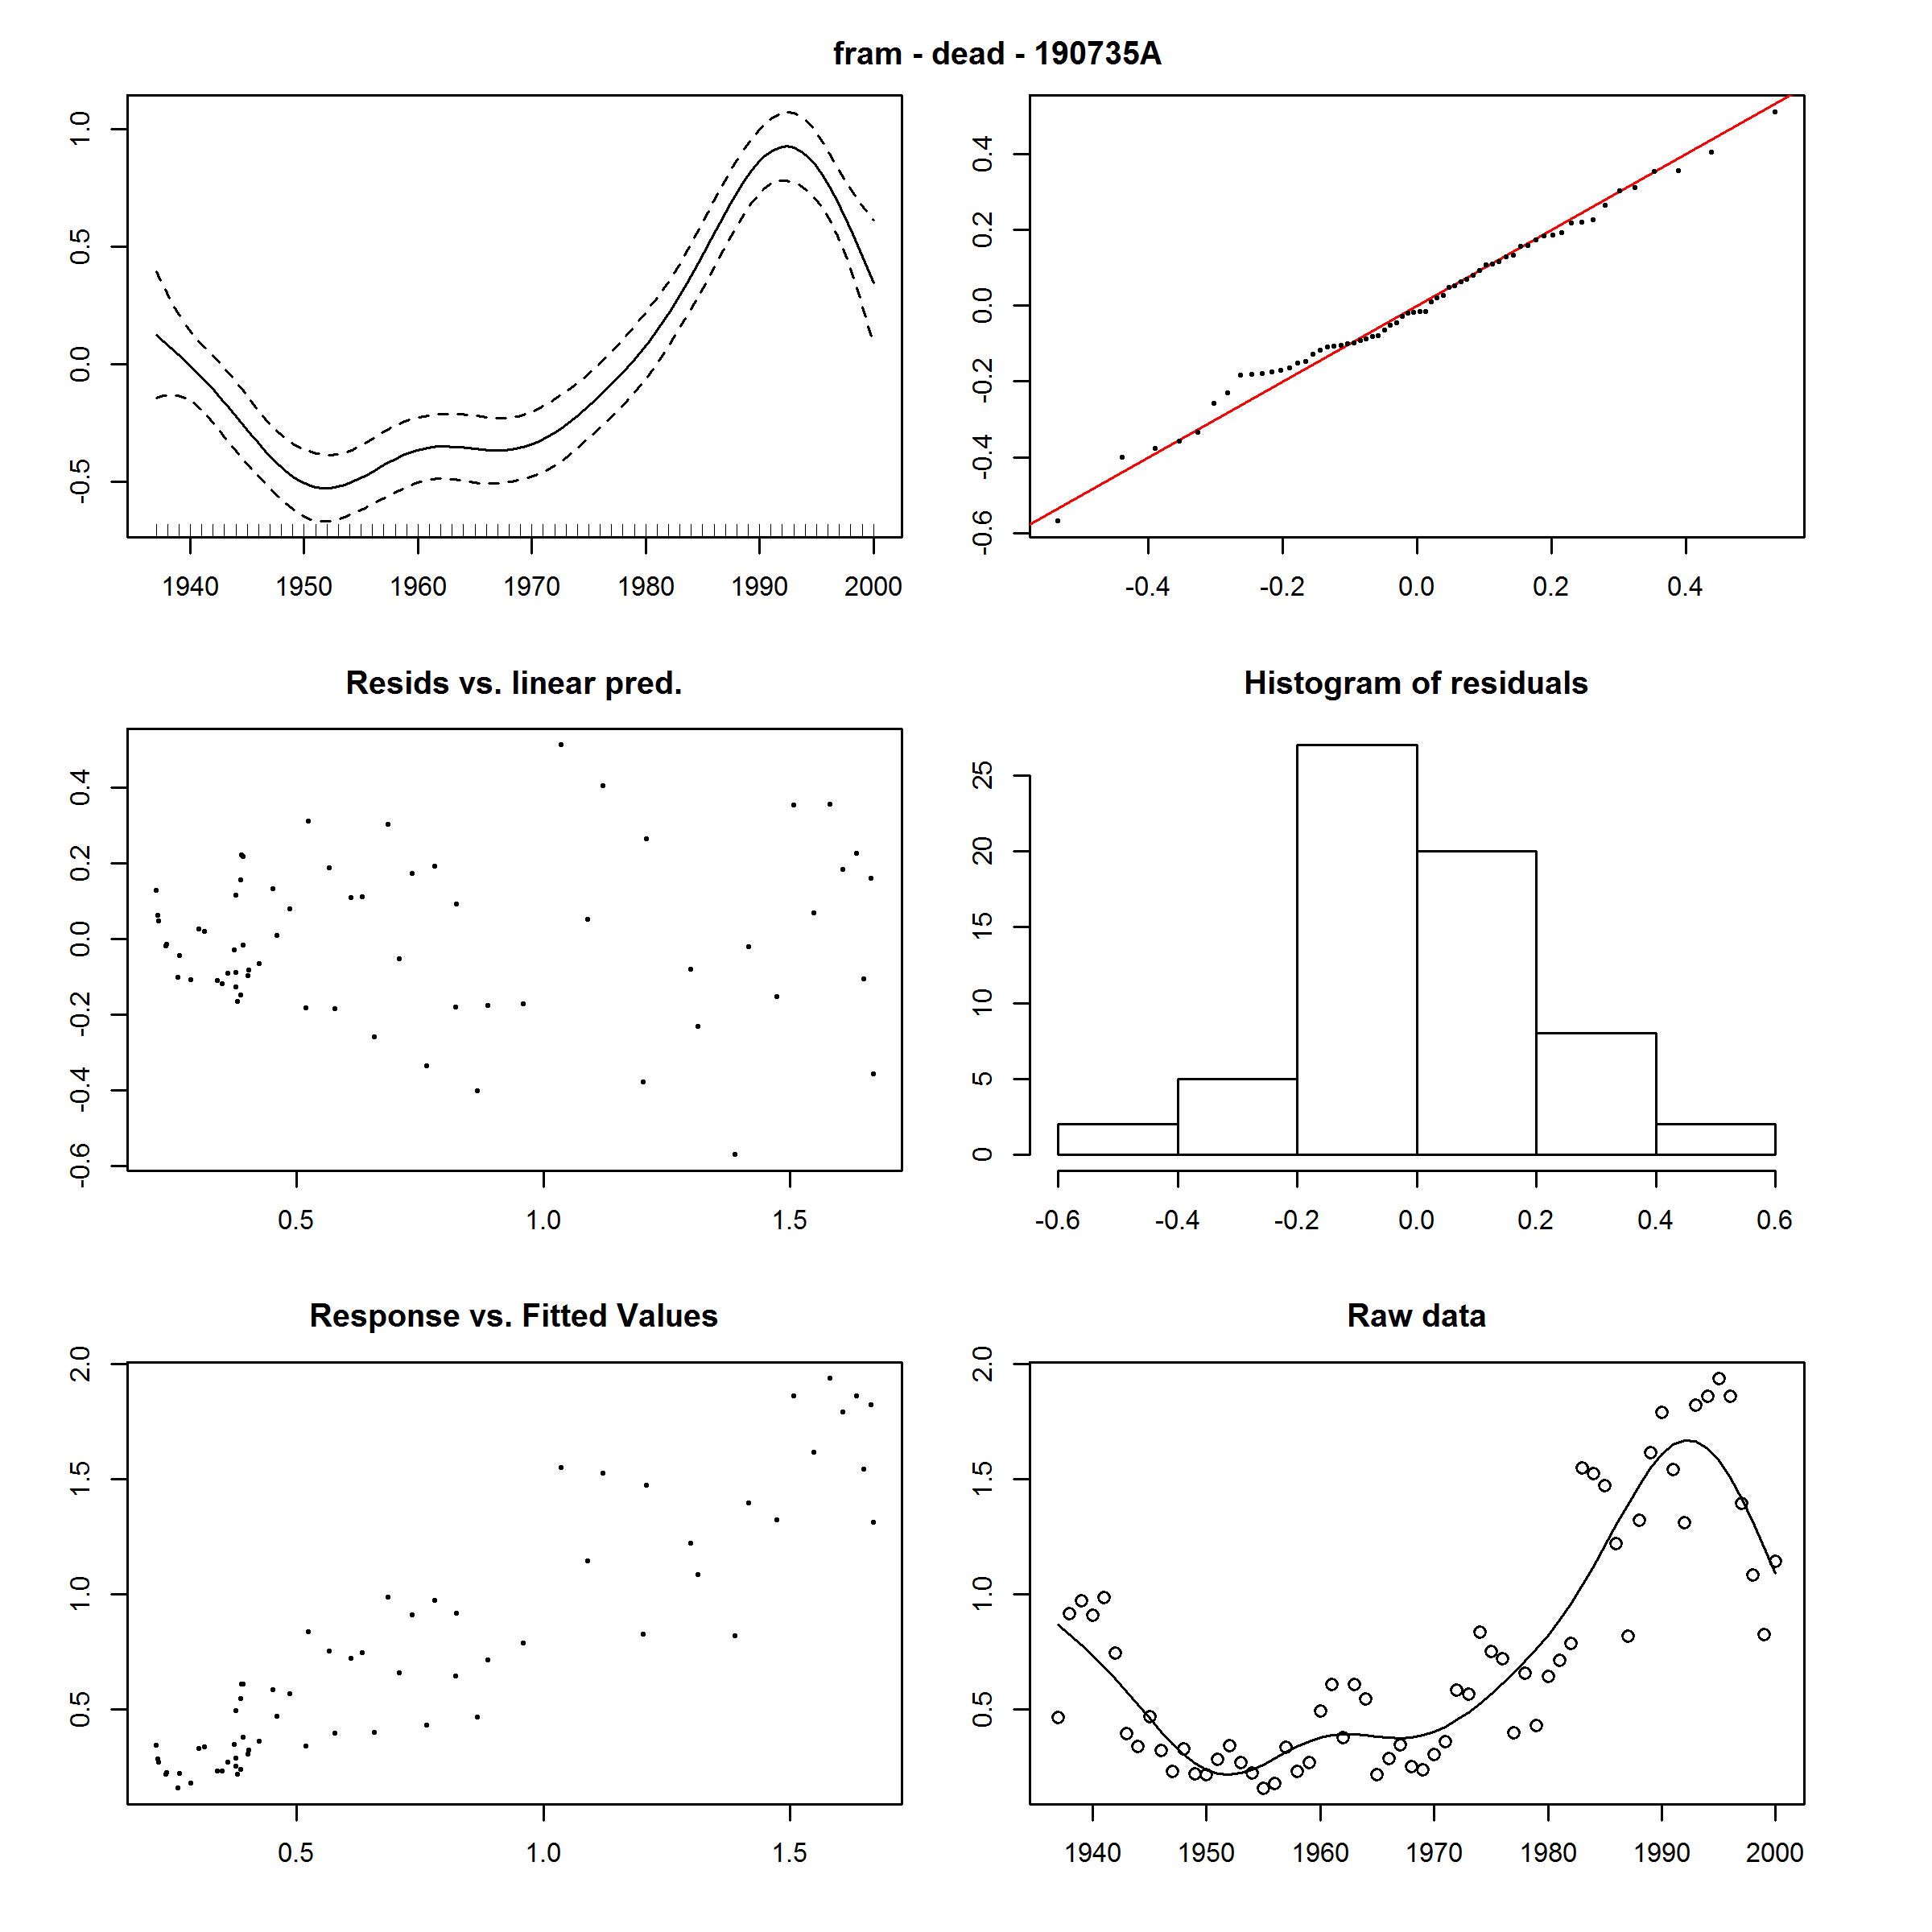 fram - dead - 190735A
1.0
0.5
0.0
-0.5
1940 1950 1960 1970 1980 1990 2000
0.4
0.2
0.0
-0.2
-0.4
-0.6
-0.4 -0.2 0.0 0.2 0.4
Resids vs. linear pred.
0.4
0.2
0.0
-0.2
-0.4
-0.6
0.5 1.0 1.5
Histogram of residuals
25
20
15
10
5
0
-0.6 -0.4 -0.2 0.0 0.2 0.4 0.6
Response vs. Fitted Values
2.0
1.5
1.0
0.5
0.5 1.0 1.5
Raw data
2.0
1.5
1.0
0.5
1940 1950 1960 1970 1980 1990 2000